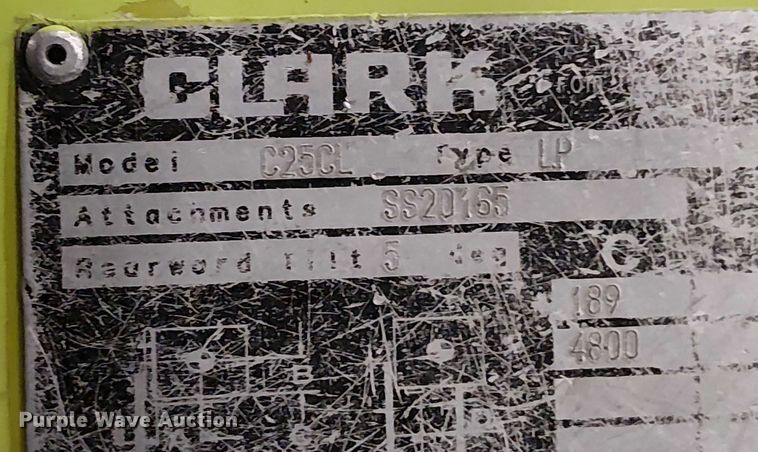 CLARK
Model C25CL Type LP
Attachments SS20165
Rearward Tilt 5 deg
C
189
4800
B
Purple Wave Auction